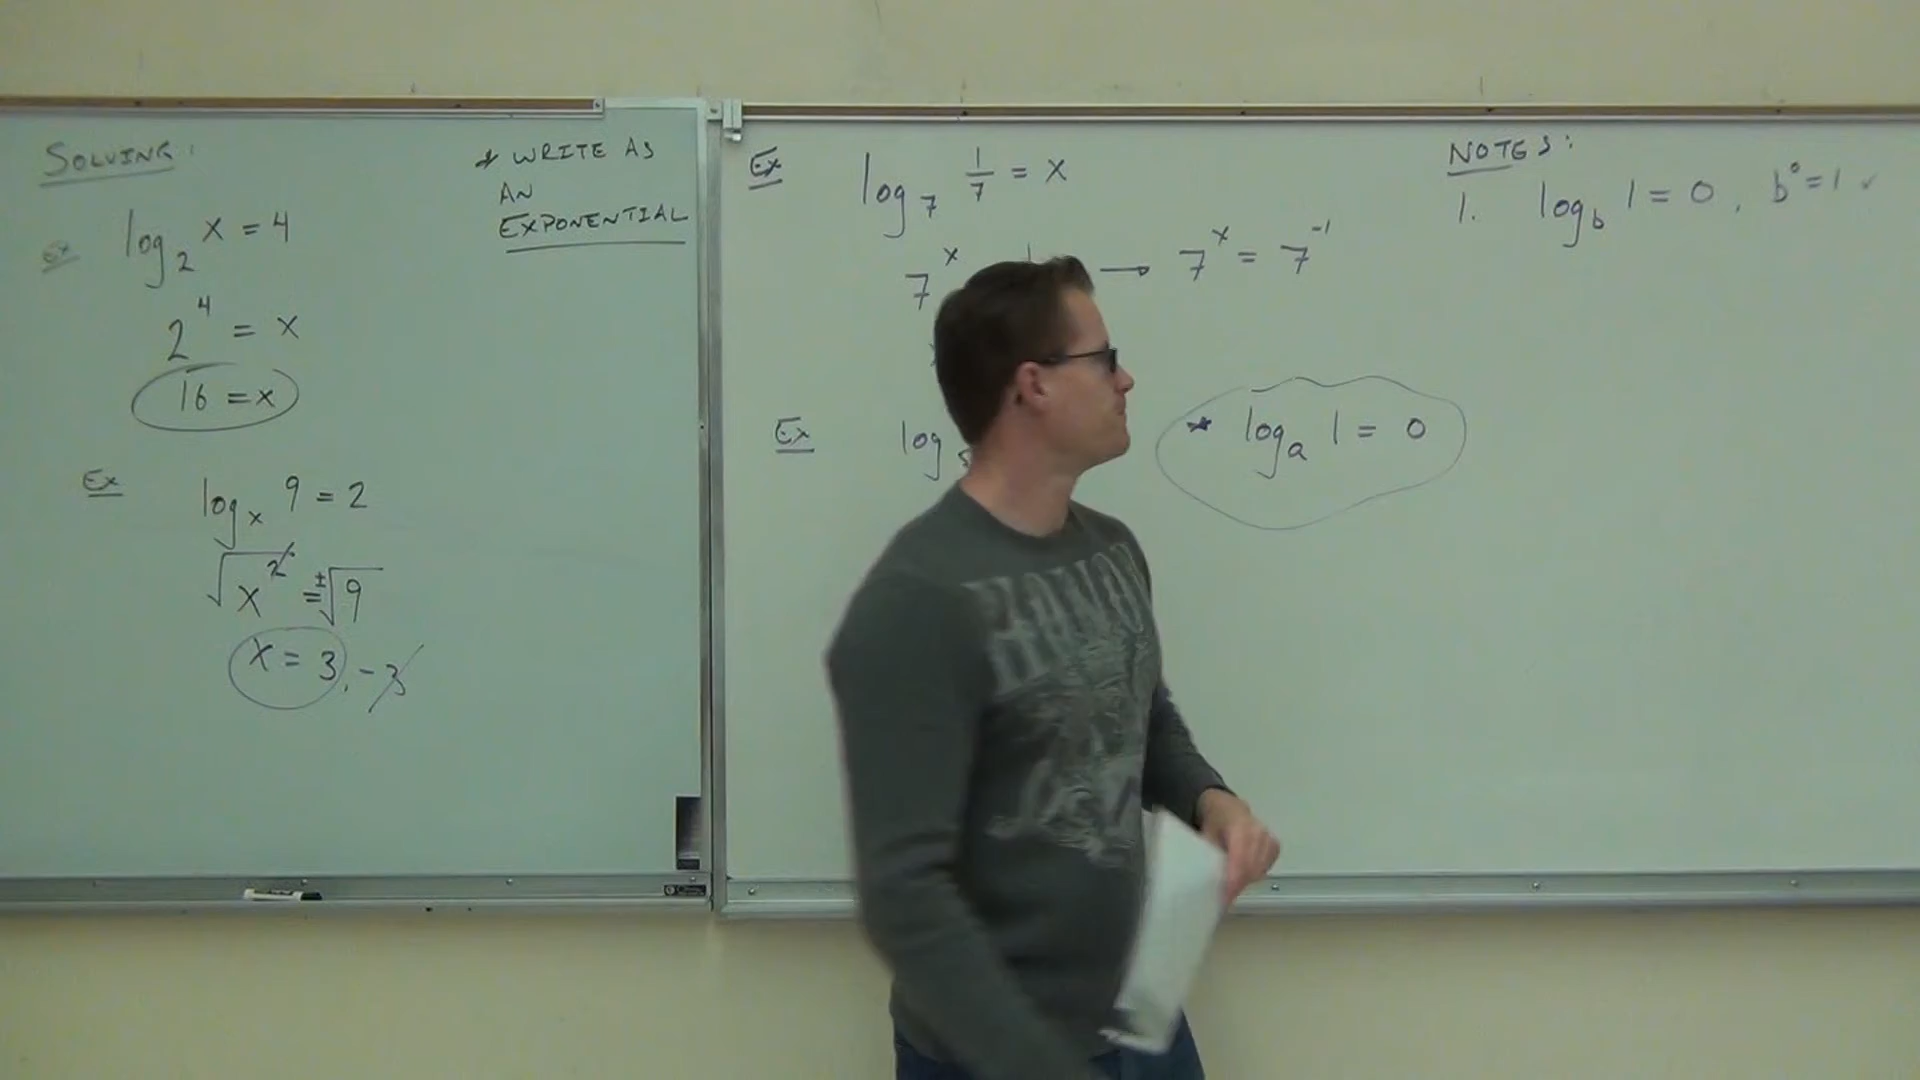 SOLVING:
* WRITE AS
AN
EXPONENTIAL
Ex log₂ x = 4
2⁴ = x
16 = x
Ex logₓ 9 = 2
√x² = ±√9
x = 3, -3
Ex log₇ 1/7 = x
7ˣ → 7ˣ = 7⁻¹
Ex log
* logₐ 1 = 0
NOTES:
1. log_b 1 = 0, b⁰ = 1 ✓
HONOR